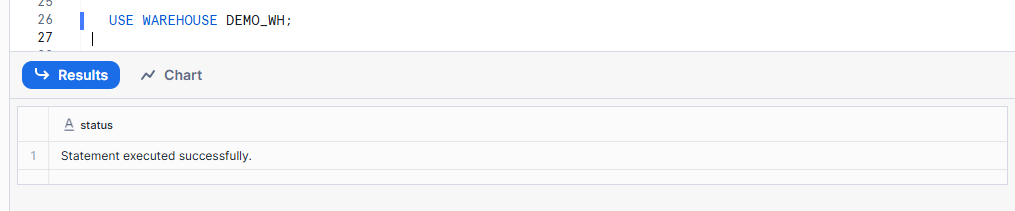 25
26 USE WAREHOUSE DEMO_WH;
27
Results Chart
A status
1 Statement executed successfully.